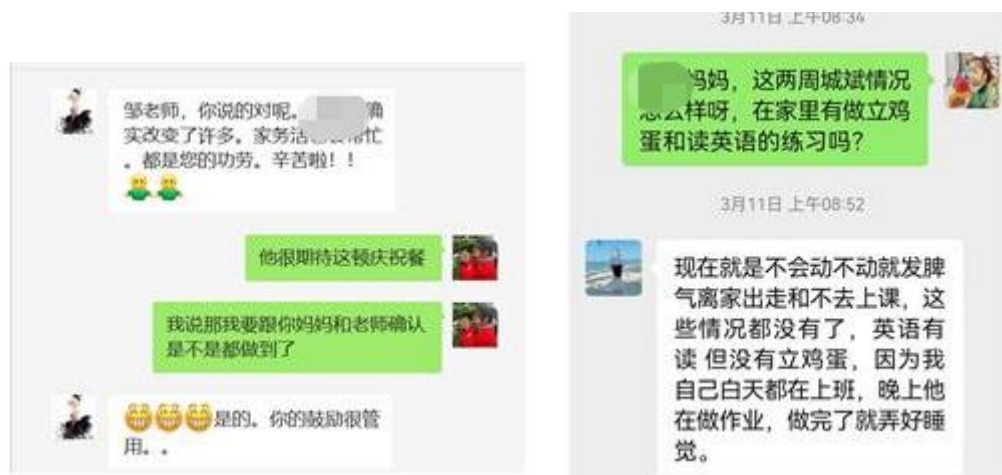 邹老师，你说的对呢。
实改变了许多。家务活
。都是您的功劳。辛苦啦！！
他很期待这顿庆祝餐
我说那我要跟你妈妈和老师确认
是不是都做到了
是的。你的鼓励很管
用。。
3月11日 上午08:34
妈妈，这两周城斌情况
怎么样呀，在家里有做立鸡
蛋和读英语的练习吗？
3月11日 上午08:52
现在就是不会动不动就发脾
气离家出走和不去上课，这
些情况都没有了，英语有
读 但没有立鸡蛋，因为我
自己白天都在上班，晚上他
在做作业，做完了就弄好睡
觉。